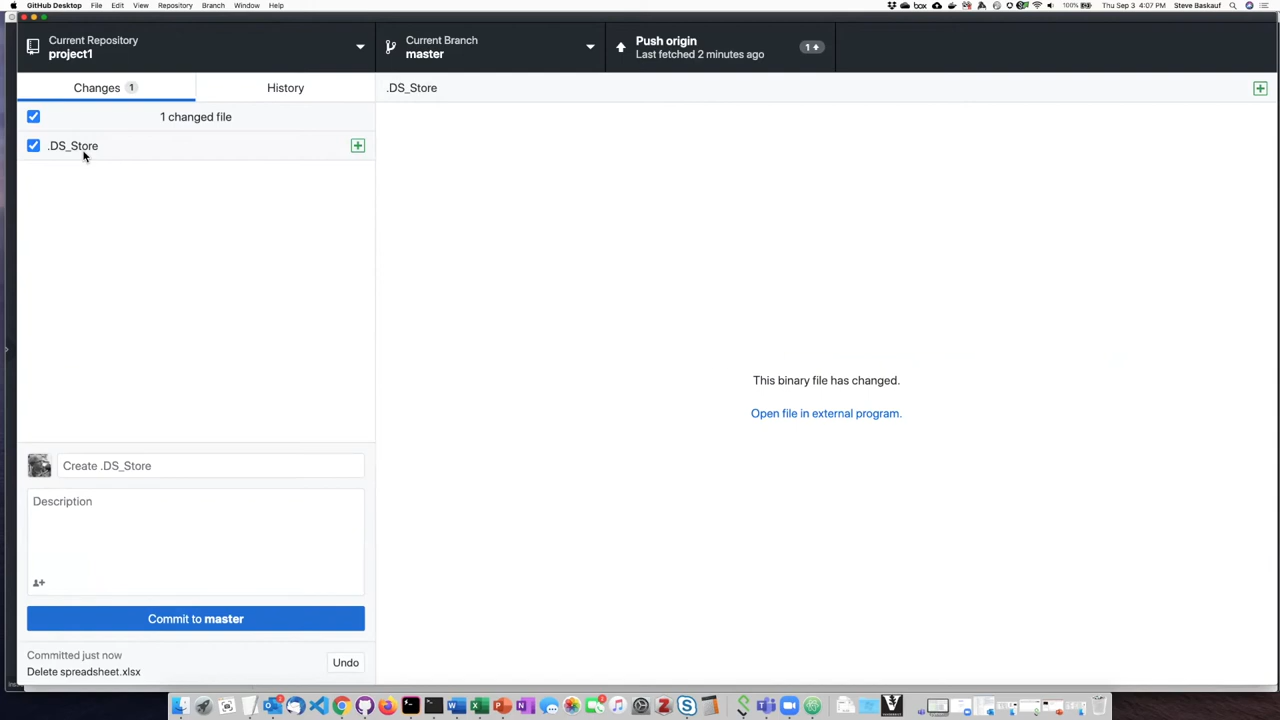 GitHub Desktop File Edit View Repository Branch Window Help
box 100% Thu Sep 3 4:07 PM Steve Baskauf
Current Repository
project1
Current Branch
master
Push origin
Last fetched 2 minutes ago
1
Changes 1
History
.DS_Store
1 changed file
.DS_Store
This binary file has changed.
Open file in external program.
Create .DS_Store
Description
Commit to master
Committed just now
Delete spreadsheet.xlsx
Undo